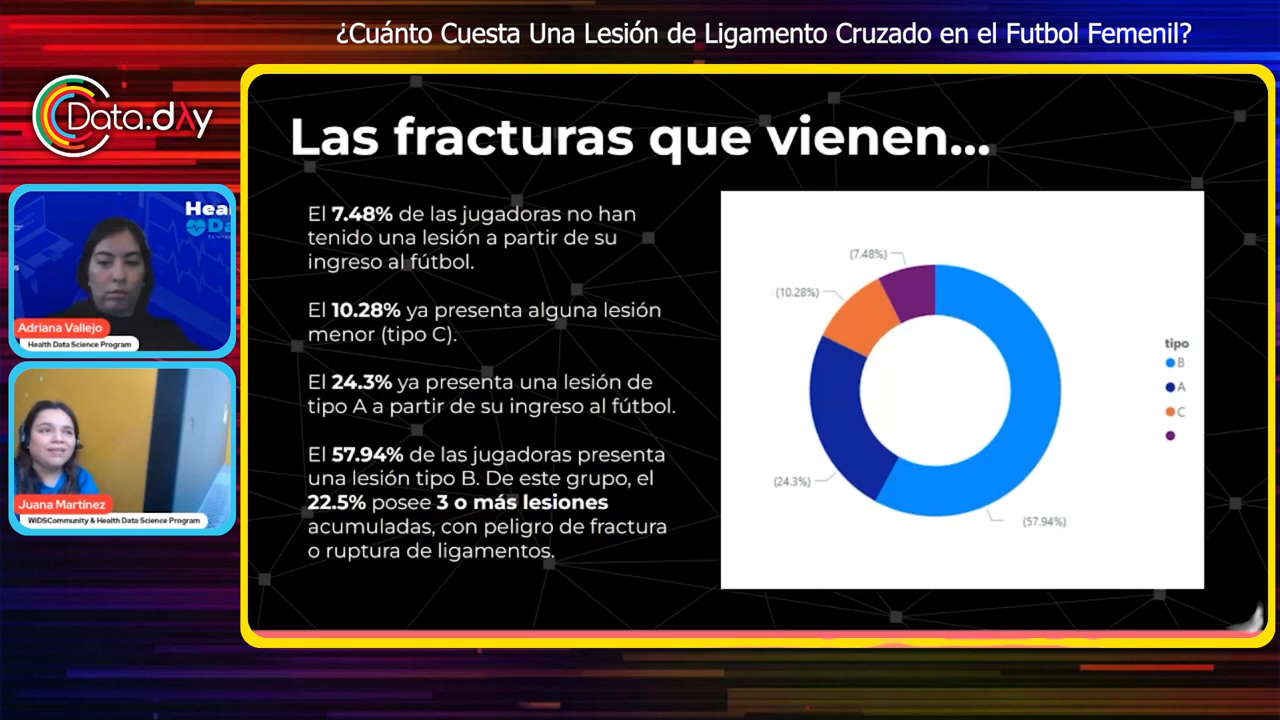 ¿Cuánto Cuesta Una Lesión de Ligamento Cruzado en el Futbol Femenil?
Data.dAy
Hear
Da
Adriana Vallejo
Health Data Science Program
Juana Martínez
WiDSCommunity & Health Data Science Program
Las fracturas que vienen...
El 7.48% de las jugadoras no han
tenido una lesión a partir de su
ingreso al fútbol.
El 10.28% ya presenta alguna lesión
menor (tipo C).
El 24.3% ya presenta una lesión de
tipo A a partir de su ingreso al fútbol.
El 57.94% de las jugadoras presenta
una lesión tipo B. De este grupo, el
22.5% posee 3 o más lesiones
acumuladas, con peligro de fractura
o ruptura de ligamentos.
(7.48%)
(10.28%)
(24.3%)
(57.94%)
tipo
B
A
C